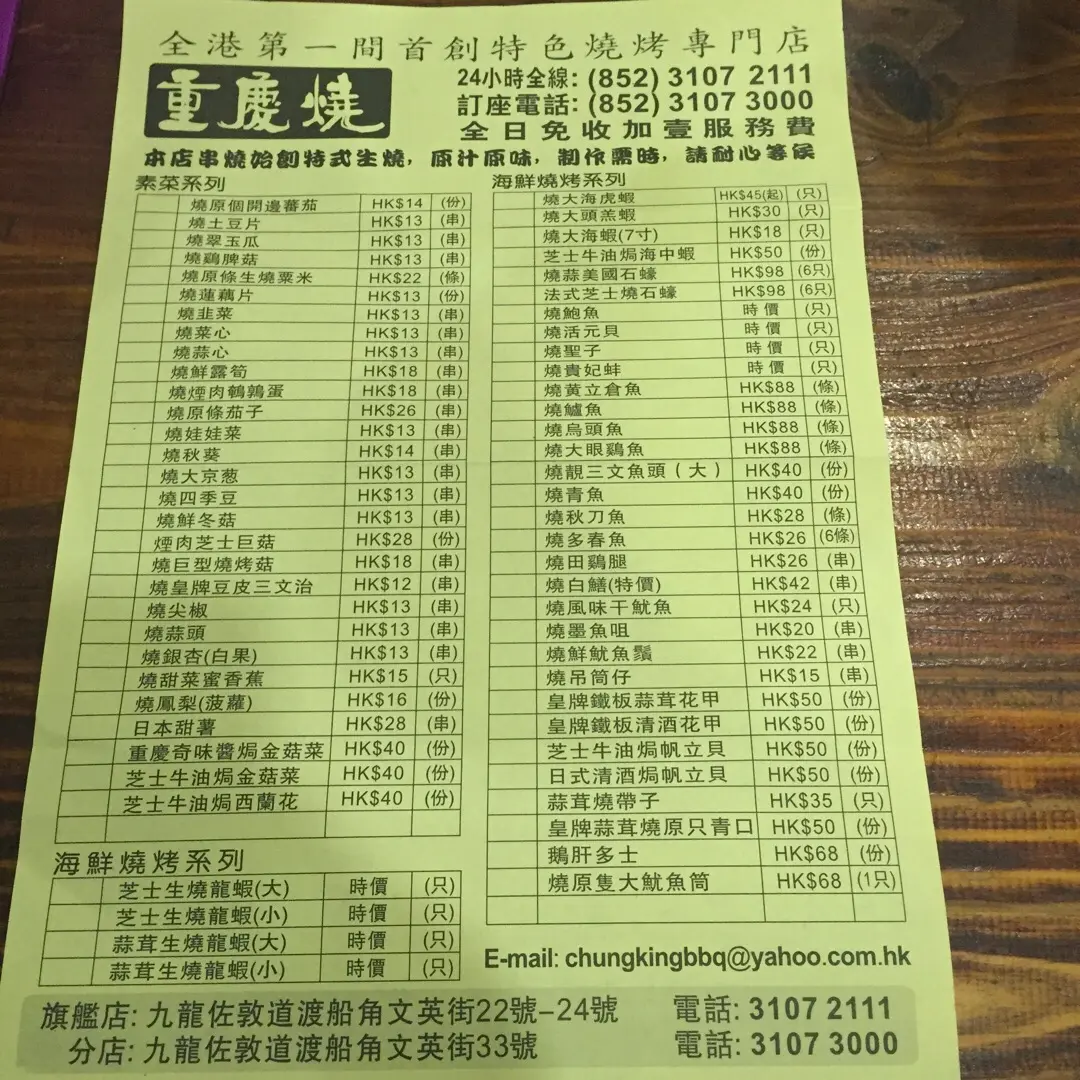 全港第一間首創特色燒烤專門店
重慶燒
24小時全線: (852) 3107 2111
訂座電話: (852) 3107 3000
全日免收加壹服務費
本店串燒始創特式生燒，原汁原味，制作需時，請耐心等侯
素菜系列
燒原個開邊蕃茄 HK$14 (份)
燒土豆片 HK$13 (串)
燒翠玉瓜 HK$13 (串)
燒鷄脾菇 HK$13 (串)
燒原條生燒粟米 HK$22 (條)
燒蓮藕片 HK$13 (份)
燒韭菜 HK$13 (串)
燒菜心 HK$13 (串)
燒蒜心 HK$13 (串)
燒鮮露筍 HK$18 (串)
燒煙肉鵪鶉蛋 HK$18 (串)
燒原條茄子 HK$26 (串)
燒娃娃菜 HK$13 (串)
燒秋葵 HK$14 (串)
燒大京葱 HK$13 (串)
燒四季豆 HK$13 (串)
燒鮮冬菇 HK$13 (串)
煙肉芝士巨菇 HK$28 (份)
燒巨型燒烤菇 HK$18 (串)
燒皇牌豆皮三文治 HK$12 (串)
燒尖椒 HK$13 (串)
燒蒜頭 HK$13 (串)
燒銀杏(白果) HK$13 (串)
燒甜菜蜜香蕉 HK$15 (只)
燒鳳梨(菠蘿) HK$16 (份)
日本甜薯 HK$28 (串)
重慶奇味醬焗金菇菜 HK$40 (份)
芝士牛油焗金菇菜 HK$40 (份)
芝士牛油焗西蘭花 HK$40 (份)
海鮮燒烤系列
芝士生燒龍蝦(大) 時價 (只)
芝士生燒龍蝦(小) 時價 (只)
蒜茸生燒龍蝦(大) 時價 (只)
蒜茸生燒龍蝦(小) 時價 (只)
海鮮燒烤系列
燒大海虎蝦 HK$45(起) (只)
燒大頭羔蝦 HK$30 (只)
燒大海蝦(7寸) HK$18 (只)
芝士牛油焗海中蝦 HK$50 (份)
燒蒜美國石蠔 HK$98 (6只)
法式芝士燒石蠔 HK$98 (6只)
燒鮑魚 時價 (只)
燒活元貝 時價 (只)
燒聖子 時價 (只)
燒貴妃蚌 時價 (只)
燒黃立倉魚 HK$88 (條)
燒鱸魚 HK$88 (條)
燒烏頭魚 HK$88 (條)
燒大眼鷄魚 HK$88 (條)
燒靚三文魚頭（大） HK$40 (份)
燒青魚 HK$40 (份)
燒秋刀魚 HK$28 (條)
燒多春魚 HK$26 (6條)
燒田鷄腿 HK$26 (串)
燒白鱔(特價) HK$42 (串)
燒風味干魷魚 HK$24 (只)
燒墨魚咀 HK$20 (串)
燒鮮魷魚鬚 HK$22 (串)
燒吊筒仔 HK$15 (串)
皇牌鐵板蒜茸花甲 HK$50 (份)
皇牌鐵板清酒花甲 HK$50 (份)
芝士牛油焗帆立貝 HK$50 (份)
日式清酒焗帆立貝 HK$50 (份)
蒜茸燒帶子 HK$35 (只)
皇牌蒜茸燒原只青口 HK$50 (份)
鵝肝多士 HK$68 (份)
燒原隻大魷魚筒 HK$68 (1只)
E-mail: chungkingbbq@yahoo.com.hk
旗艦店: 九龍佐敦道渡船角文英街22號-24號 電話: 3107 2111
分店: 九龍佐敦道渡船角文英街33號 電話: 3107 3000